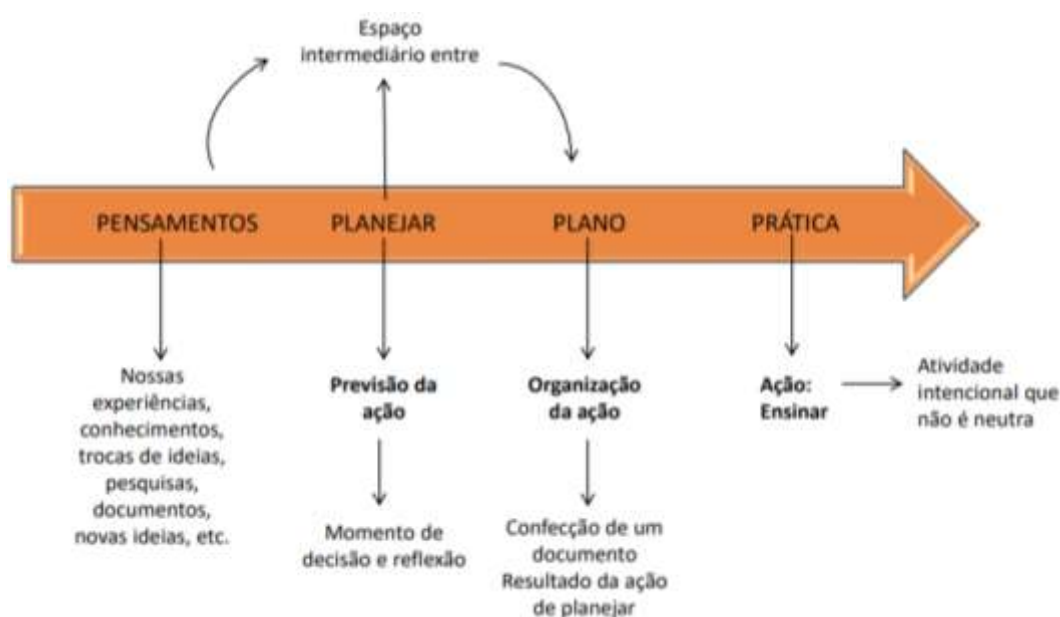 Espaço
intermediário entre
PENSAMENTOS
PLANEJAR
PLANO
PRÁTICA
Nossas
experiências,
conhecimentos,
trocas de ideias,
pesquisas,
documentos,
novas ideias, etc.
Previsão da
ação
Momento de
decisão e reflexão
Organização
da ação
Confecção de um
documento
Resultado da ação
de planejar
Ação:
Ensinar
Atividade
intencional que
não é neutra